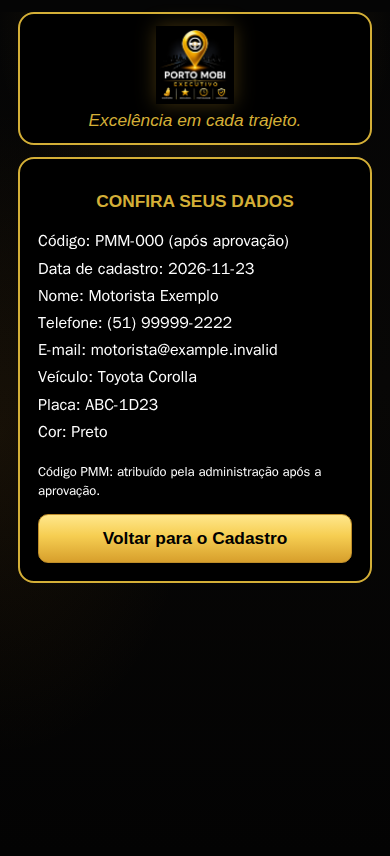 PORTO MOBI
EXECUTIVO
Excelência em cada trajeto.
CONFIRA SEUS DADOS
Código: PMM-000 (após aprovação)
Data de cadastro: 2026-11-23
Nome: Motorista Exemplo
Telefone: (51) 99999-2222
E-mail: motorista@example.invalid
Veículo: Toyota Corolla
Placa: ABC-1D23
Cor: Preto
Código PMM: atribuído pela administração após a
aprovação.
Voltar para o Cadastro